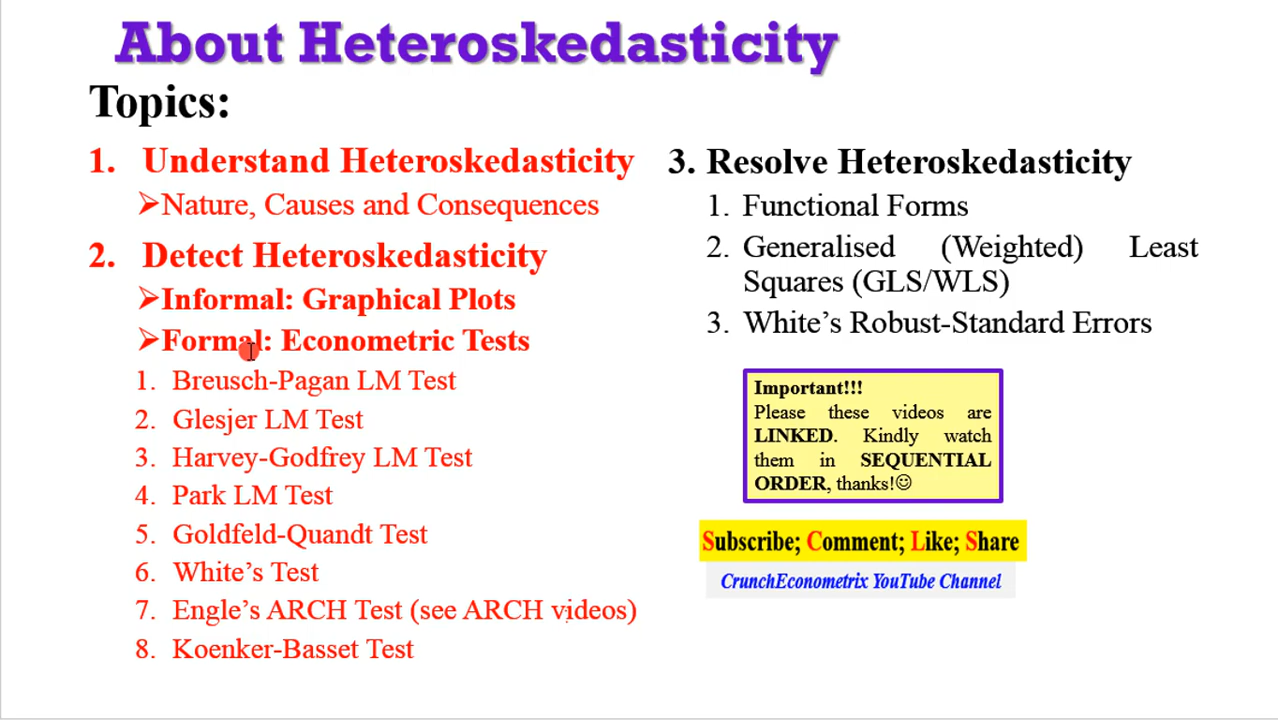 About Heteroskedasticity
Topics:
1. Understand Heteroskedasticity
➢Nature, Causes and Consequences
2. Detect Heteroskedasticity
➢Informal: Graphical Plots
➢Formal: Econometric Tests
1. Breusch-Pagan LM Test
2. Glesjer LM Test
3. Harvey-Godfrey LM Test
4. Park LM Test
5. Goldfeld-Quandt Test
6. White’s Test
7. Engle’s ARCH Test (see ARCH videos)
8. Koenker-Basset Test
3. Resolve Heteroskedasticity
1. Functional Forms
2. Generalised (Weighted) Least
Squares (GLS/WLS)
3. White’s Robust-Standard Errors
Important!!!
Please these videos are
LINKED. Kindly watch
them in SEQUENTIAL
ORDER, thanks!☺
Subscribe; Comment; Like; Share
CrunchEconometrix YouTube Channel